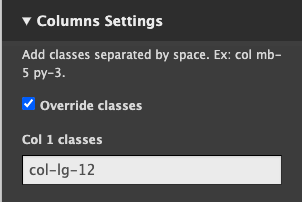 ▼ Columns Settings
Add classes separated by space. Ex: col mb-
5 py-3.
Override classes
Col 1 classes
col-lg-12